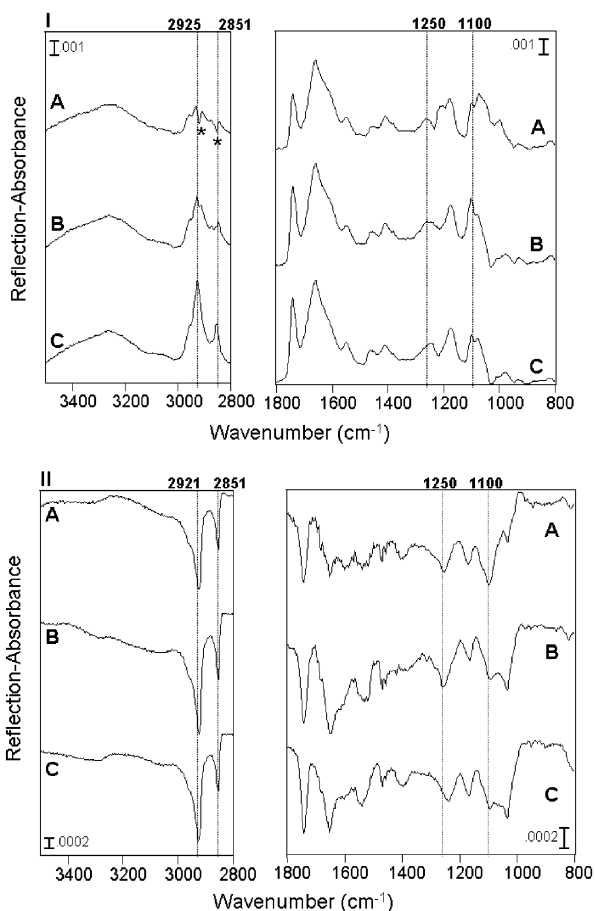 I
2925 2851
1250 1100
.001
.001
A
*
*
A
B
B
C
C
Reflection-Absorbance
3400 3200 3000 2800
1800 1600 1400 1200 1000 800
Wavenumber (cm-1)
II
2921 2851
1250 1100
A
A
B
B
C
C
.0002
.0002
Reflection-Absorbance
3400 3200 3000 2800
1800 1600 1400 1200 1000 800
Wavenumber (cm-1)